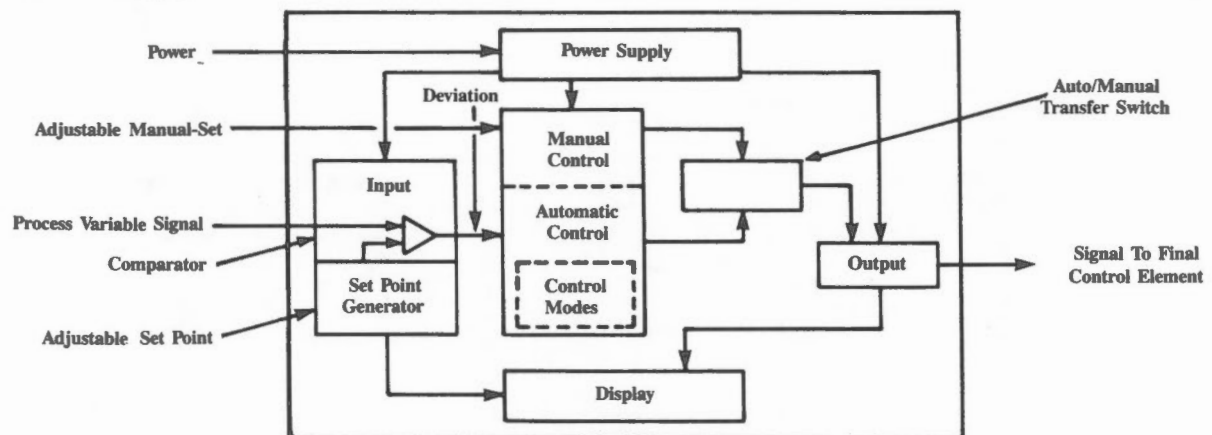 Power
Power Supply
Deviation
Auto/Manual
Transfer Switch
Adjustable Manual-Set
Manual
Control
Input
Process Variable Signal
Automatic
Control
Comparator
Output
Signal To Final
Control Element
Set Point
Generator
Control
Modes
Adjustable Set Point
Display